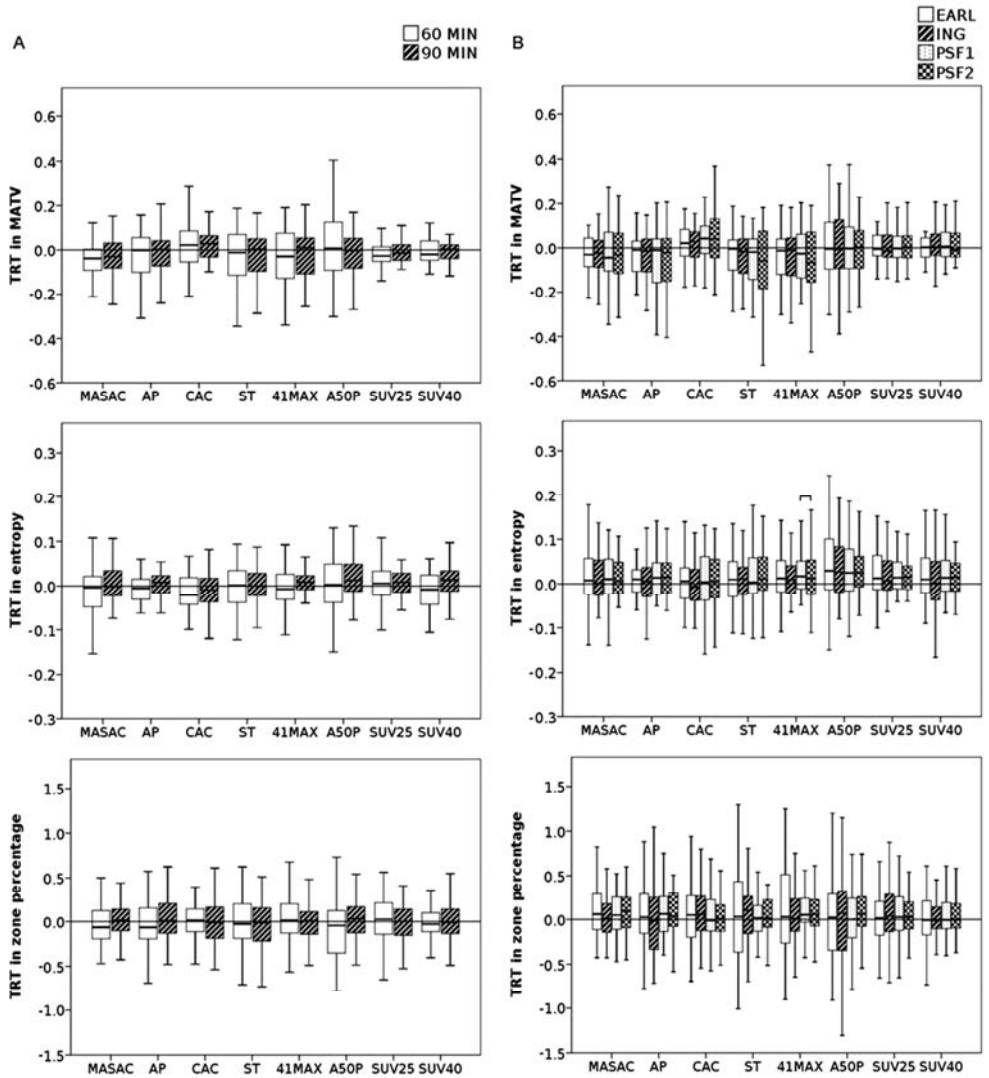 A
60 MIN
90 MIN
TRT in MATV
0.6
0.4
0.2
0.0
-0.2
-0.4
-0.6
MASAC AP CAC ST 41MAX A50P SUV25 SUV40
TRT in entropy
0.3
0.2
0.1
0.0
-0.1
-0.2
-0.3
MASAC AP CAC ST 41MAX A50P SUV25 SUV40
TRT in zone percentage
1.5
1.0
0.5
0.0
-0.5
-1.0
-1.5
MASAC AP CAC ST 41MAX A50P SUV25 SUV40
B
EARL
ING
PSF1
PSF2
TRT in MATV
0.6
0.4
0.2
0.0
-0.2
-0.4
-0.6
MASAC AP CAC ST 41MAX A50P SUV25 SUV40
TRT in entropy
0.3
0.2
0.1
0.0
-0.1
-0.2
-0.3
MASAC AP CAC ST 41MAX A50P SUV25 SUV40
TRT in zone percentage
1.5
1.0
0.5
0.0
-0.5
-1.0
-1.5
MASAC AP CAC ST 41MAX A50P SUV25 SUV40